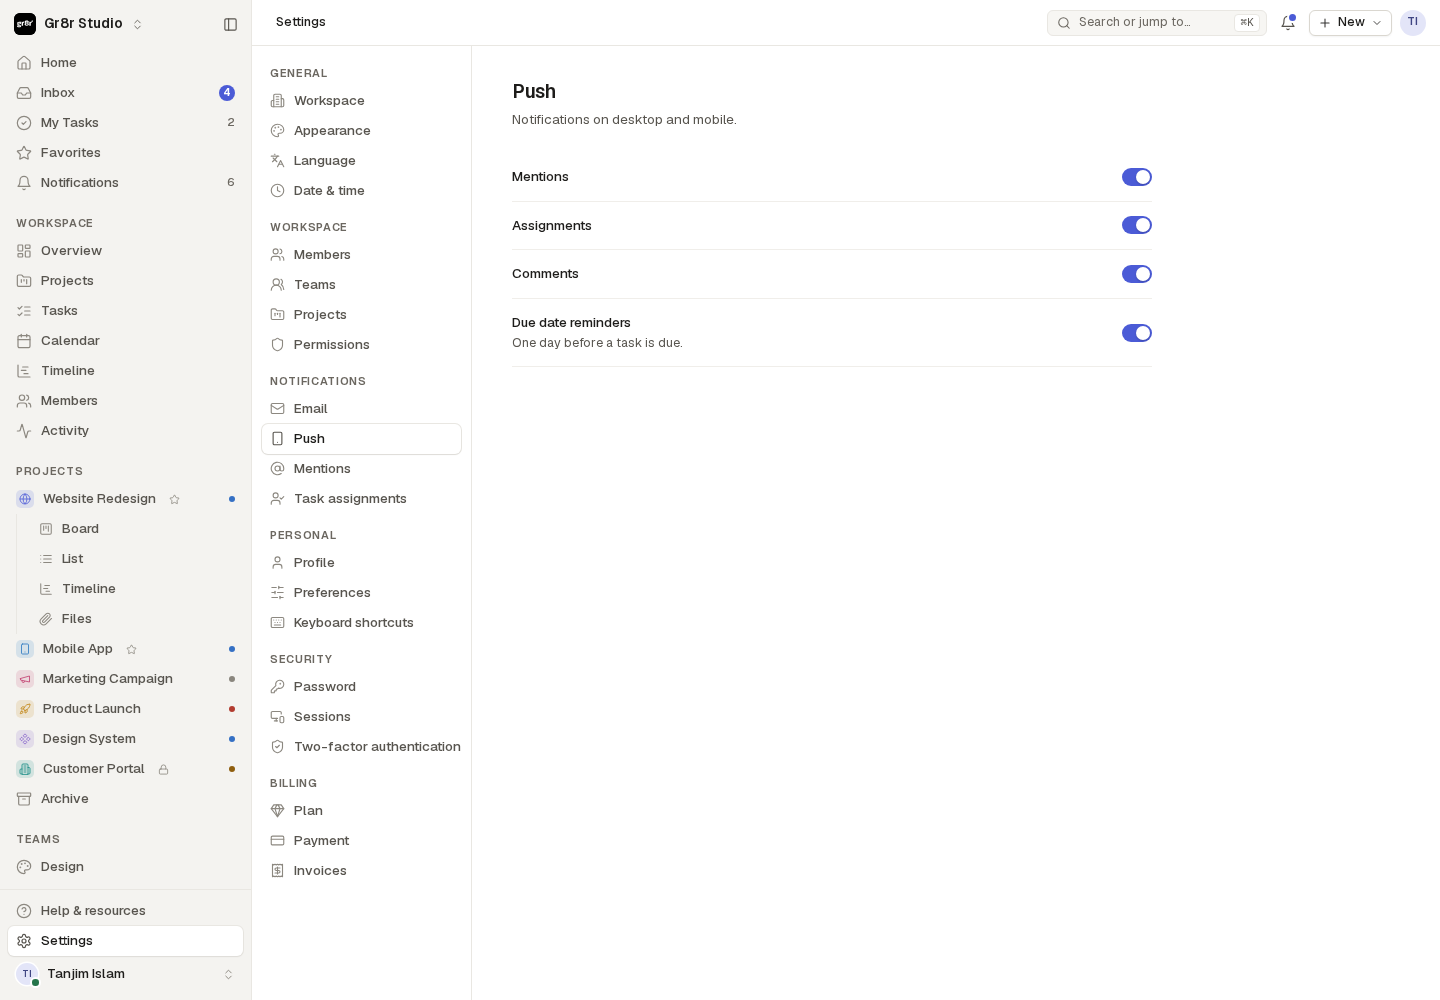 gr8r
Gr8r Studio
Home
Inbox 4
My Tasks 2
Favorites
Notifications 6
WORKSPACE
Overview
Projects
Tasks
Calendar
Timeline
Members
Activity
PROJECTS
Website Redesign
Board
List
Timeline
Files
Mobile App
Marketing Campaign
Product Launch
Design System
Customer Portal
Archive
TEAMS
Design
Help & resources
Settings
TI Tanjim Islam
Settings
Search or jump to... ⌘K
New
TI
GENERAL
Workspace
Appearance
Language
Date & time
WORKSPACE
Members
Teams
Projects
Permissions
NOTIFICATIONS
Email
Push
Mentions
Task assignments
PERSONAL
Profile
Preferences
Keyboard shortcuts
SECURITY
Password
Sessions
Two-factor authentication
BILLING
Plan
Payment
Invoices
Push
Notifications on desktop and mobile.
Mentions
Assignments
Comments
Due date reminders
One day before a task is due.